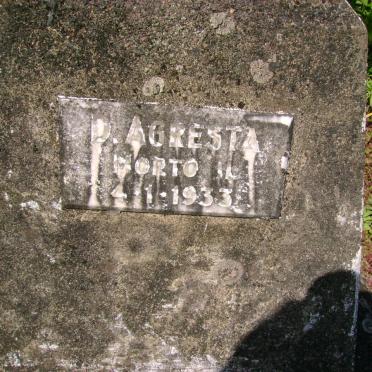 D. AGRESTA
MORTO IL
4·1·1933